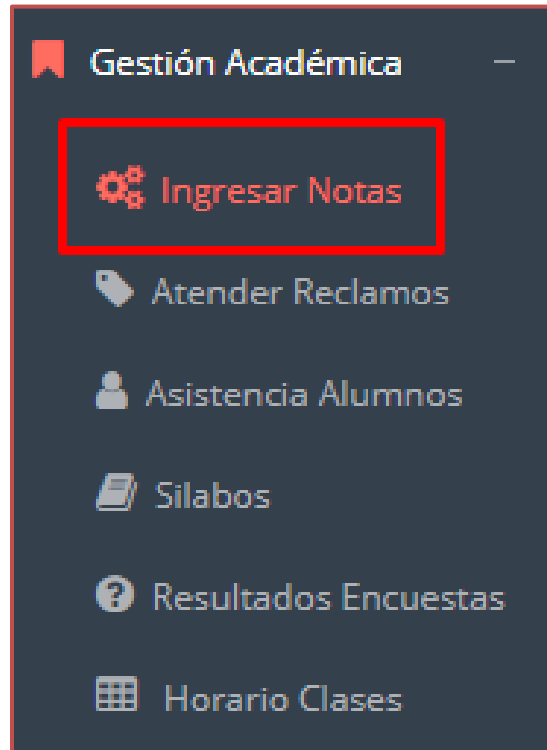 Gestión Académica
Ingresar Notas
Atender Reclamos
Asistencia Alumnos
Silabos
Resultados Encuestas
Horario Clases